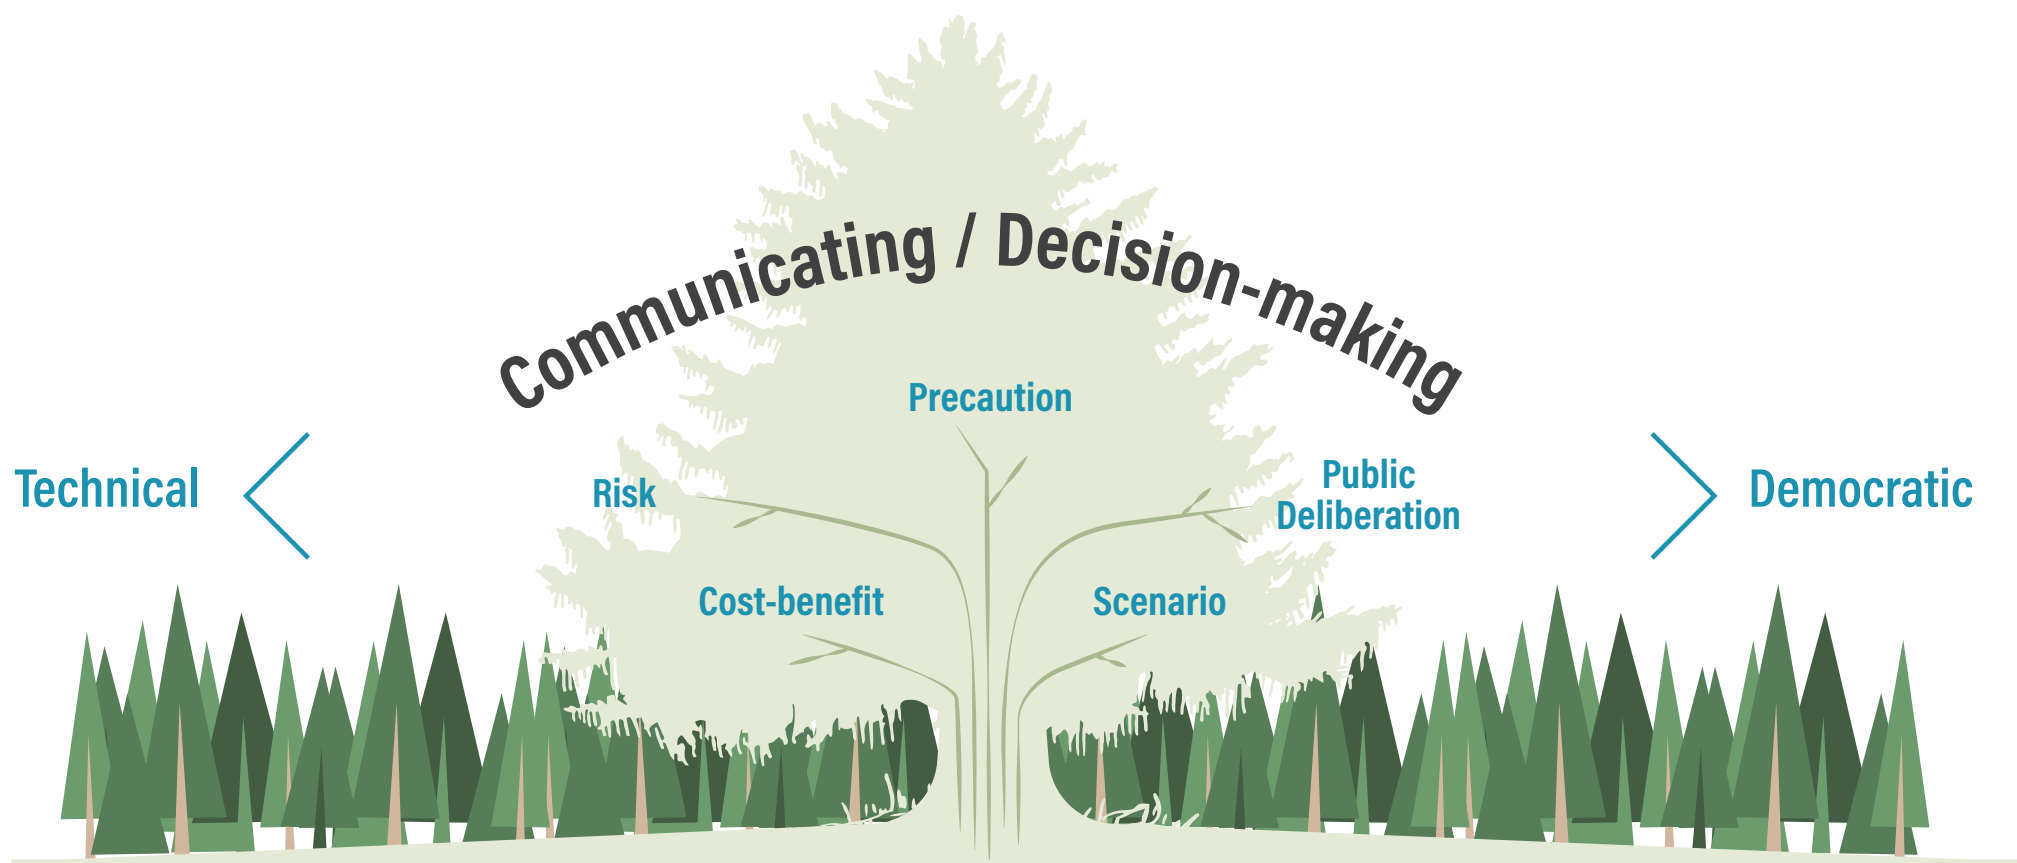 Communicating / Decision-making
Precaution
Technical
Risk
Public
Deliberation
Democratic
Cost-benefit
Scenario